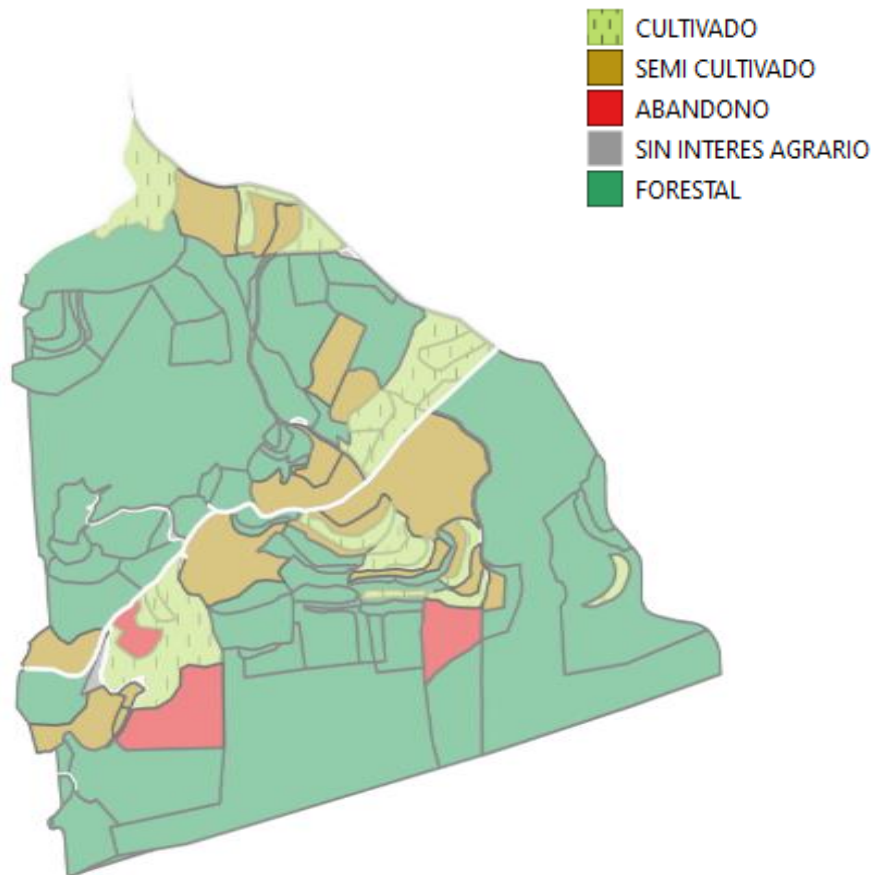 CULTIVADO
SEMI CULTIVADO
ABANDONO
SIN INTERES AGRARIO
FORESTAL